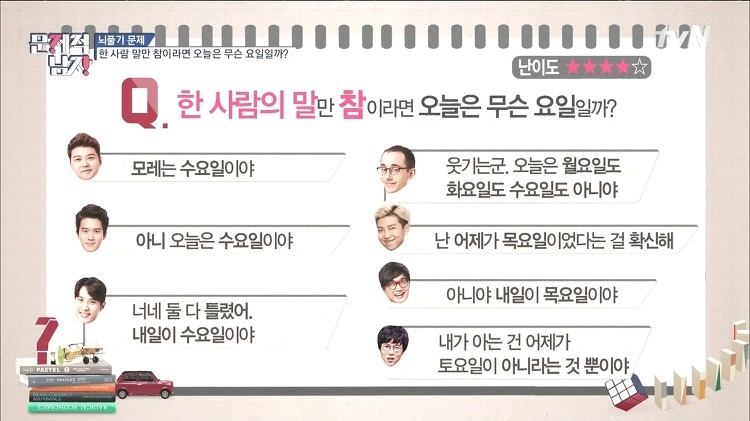 문제적
남자
뇌풀기 문제
한 사람 말만 참이라면 오늘은 무슨 요일일까?
tvN
난이도 ★★★★☆
Q. 한 사람의 말만 참이라면 오늘은 무슨 요일일까?
모레는 수요일이야
아니 오늘은 수요일이야
너네 둘 다 틀렸어.
내일이 수요일이야
웃기는군. 오늘은 월요일도
화요일도 수요일도 아니야
난 어제가 목요일이었다는 걸 확신해
아니야 내일이 목요일이야
내가 아는 건 어제가
토요일이 아니라는 것 뿐이야
?
RADICAL ECONOMICS